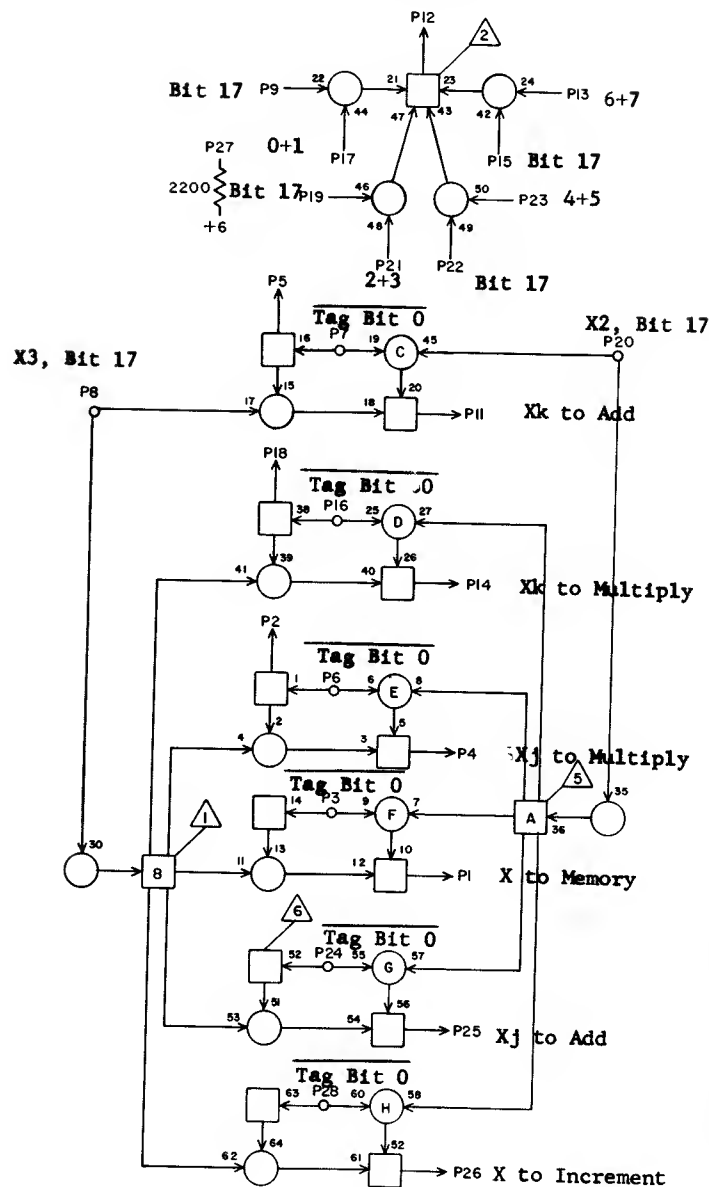 P12
2
Bit 17 P9 22 21 23 24 P13 6+7
44 47 43 42
P27 0+1 P17 P15 Bit 17
2200 Bit 17 P19 46 50 P23 4+5
+6 48 49
P21 P22
2+3 Bit 17
P5
Tag Bit 0
X2, Bit 17
16 P7 19 C 45 P20
X3, Bit 17
P8 15 20
17 18 P11 Xk to Add
P18
Tag Bit 0
38 P16 25 D 27
39 26
41 40 P14 Xk to Multiply
P2
Tag Bit 0
1 P6 6 E 8
2 5
4 3 P4 Xj to Multiply
Tag Bit 0
5
1 14 P3 9 F 7 A 36 35
30 13 10
8 11 12 P1 X to Memory
6
Tag Bit 0
52 P24 55 G 57
51 56
53 54 P25 Xj to Add
Tag Bit 0
63 P28 60 H 58
64 52
62 61 P26 X to Increment